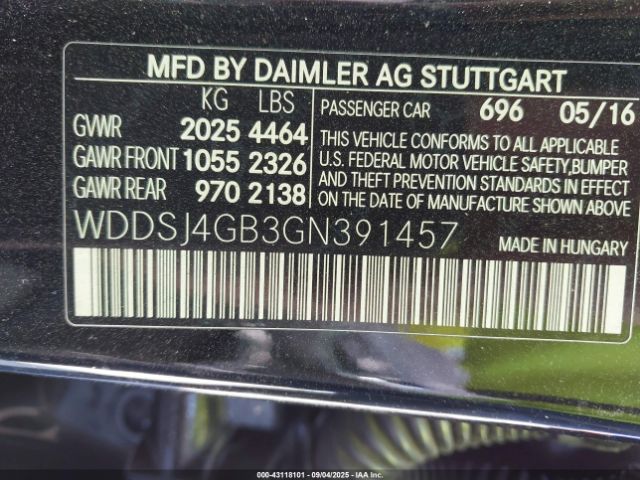 MFD BY DAIMLER AG STUTTGART
KG LBS
GVWR 2025 4464
GAWR FRONT 1055 2326
GAWR REAR 970 2138
PASSENGER CAR 696 05/16
THIS VEHICLE CONFORMS TO ALL APPLICABLE
U.S. FEDERAL MOTOR VEHICLE SAFETY,BUMPER
AND THEFT PREVENTION STANDARDS IN EFFECT
ON THE DATE OF MANUFACTURE SHOWN ABOVE.
WDDSJ4GB3GN391457
MADE IN HUNGARY
000-43118101 - 09/04/2025 - IAAI, Inc.